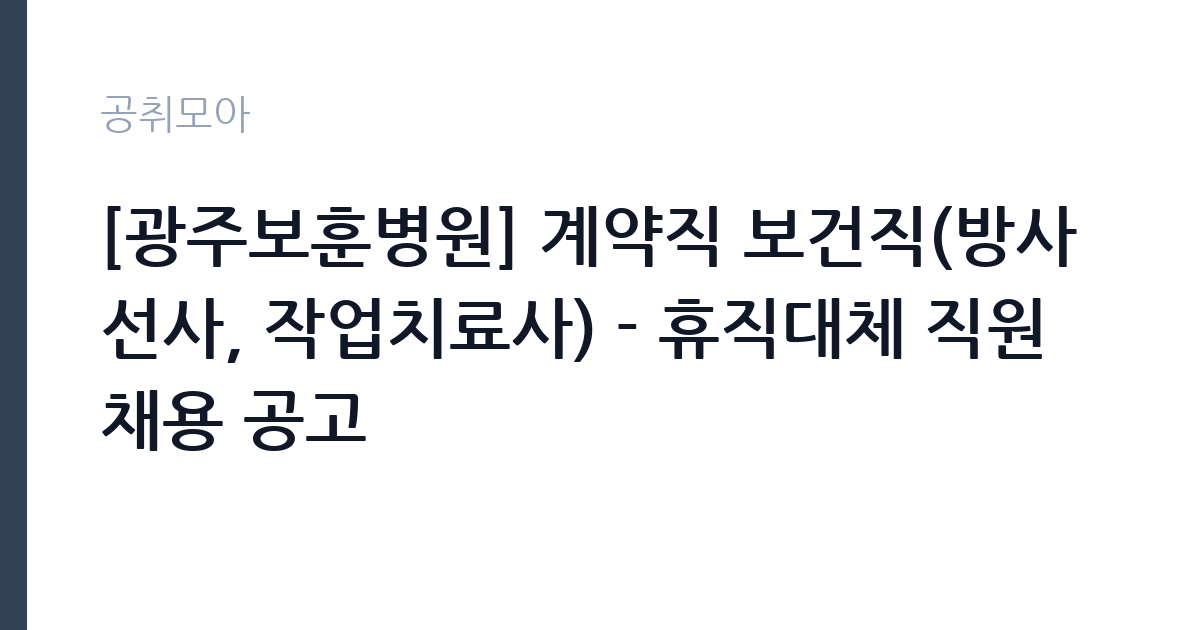 공취모아
[광주보훈병원] 계약직 보건직(방사
선사, 작업치료사) - 휴직대체 직원
채용 공고